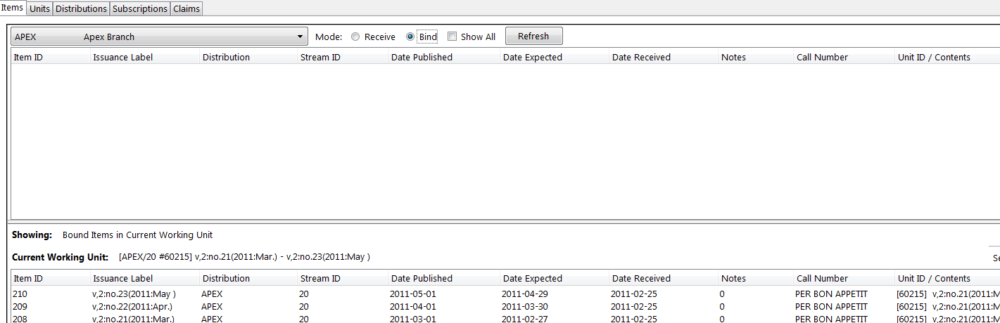 Items Units Distributions Subscriptions Claims
APEX Apex Branch Mode: Receive Bind Show All Refresh
Item ID Issuance Label Distribution Stream ID Date Published Date Expected Date Received Notes Call Number Unit ID / Contents
Showing: Bound Items in Current Working Unit
Current Working Unit: [APEX/20 #60215] v,2:no.21(2011:Mar.) - v,2:no.23(2011:May )
Se
Item ID Issuance Label Distribution Stream ID Date Published Date Expected Date Received Notes Call Number Unit ID / Contents
210 v,2:no.23(2011:May ) APEX 20 2011-05-01 2011-04-29 2011-02-25 0 PER BON APPETIT [60215] v,2:no.21(2011:M
209 v,2:no.22(2011:Apr.) APEX 20 2011-04-01 2011-03-30 2011-02-25 0 PER BON APPETIT [60215] v,2:no.21(2011:M
208 v,2:no.21(2011:Mar.) APEX 20 2011-03-01 2011-02-27 2011-02-25 0 PER BON APPETIT [60215] v,2:no.21(2011:M